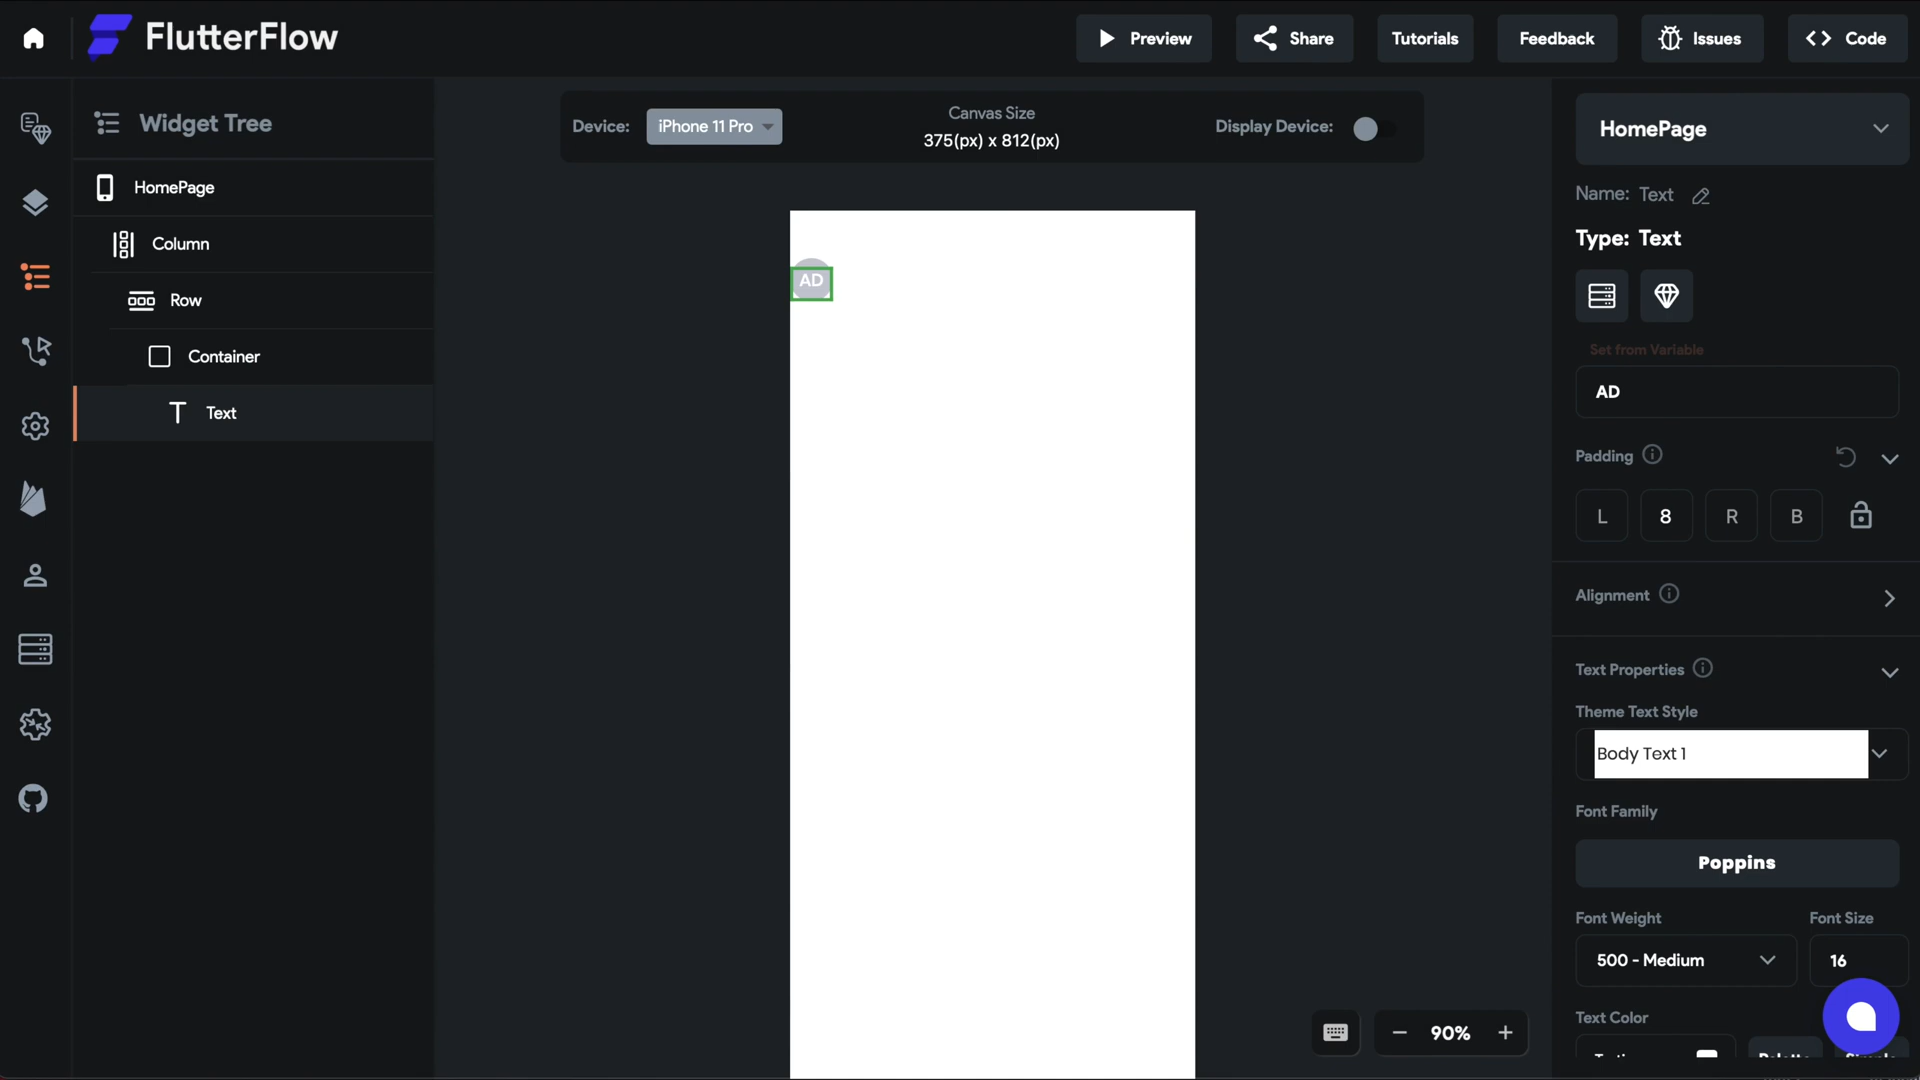 FlutterFlow
Preview
Share
Tutorials
Feedback
Issues
Code
Widget Tree
HomePage
Column
Row
Container
Text
Device:
iPhone 11 Pro
Canvas Size
375(px) x 812(px)
Display Device:
AD
90%
HomePage
Name: Text
Type: Text
Set from Variable
AD
Padding
L
8
R
B
Alignment
Text Properties
Theme Text Style
Body Text 1
Font Family
Poppins
Font Weight
Font Size
500 - Medium
16
Text Color
Palette
Simple